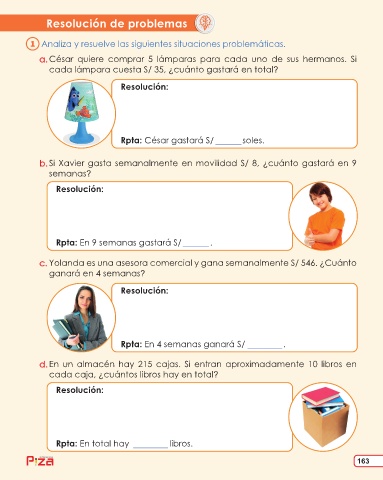 Resolución de problemas
1 Analiza y resuelve las siguientes situaciones problemáticas.
a. César quiere comprar 5 lámparas para cada uno de sus hermanos. Si
cada lámpara cuesta S/ 35, ¿cuánto gastará en total?
Resolución:
Rpta: César gastará S/ ______ soles.
b. Si Xavier gasta semanalmente en movilidad S/ 8, ¿cuánto gastará en 9
semanas?
Resolución:
Rpta: En 9 semanas gastará S/ ______ .
c. Yolanda es una asesora comercial y gana semanalmente S/ 546. ¿Cuánto
ganará en 4 semanas?
Resolución:
Rpta: En 4 semanas ganará S/ ________ .
d. En un almacén hay 215 cajas. Si entran aproximadamente 10 libros en
cada caja, ¿cuántos libros hay en total?
Resolución:
Rpta: En total hay ________ libros.
P'za
163